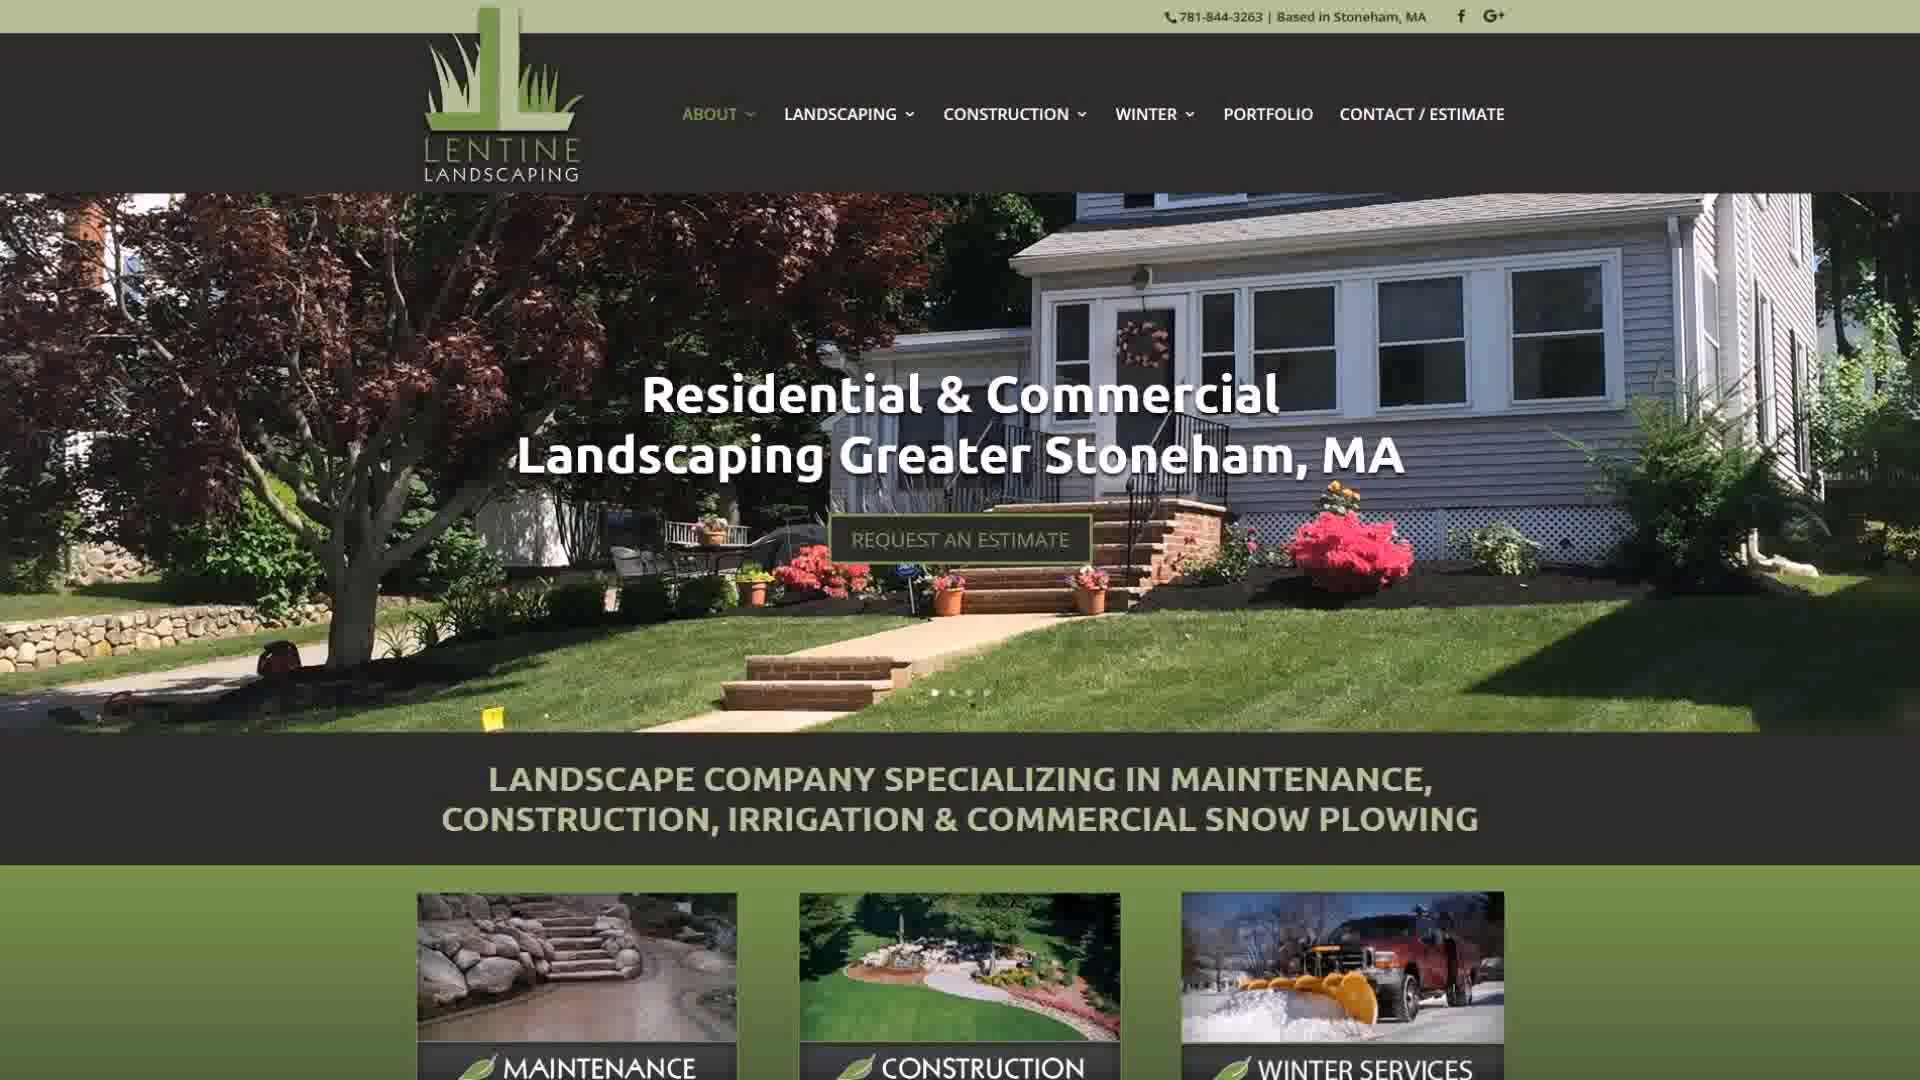 781-844-3263 | Based in Stoneham, MA
f G+
LENTINE
LANDSCAPING
ABOUT LANDSCAPING CONSTRUCTION WINTER PORTFOLIO CONTACT / ESTIMATE
Residential & Commercial
Landscaping Greater Stoneham, MA
REQUEST AN ESTIMATE
LANDSCAPE COMPANY SPECIALIZING IN MAINTENANCE,
CONSTRUCTION, IRRIGATION & COMMERCIAL SNOW PLOWING
MAINTENANCE
CONSTRUCTION
WINTER SERVICES